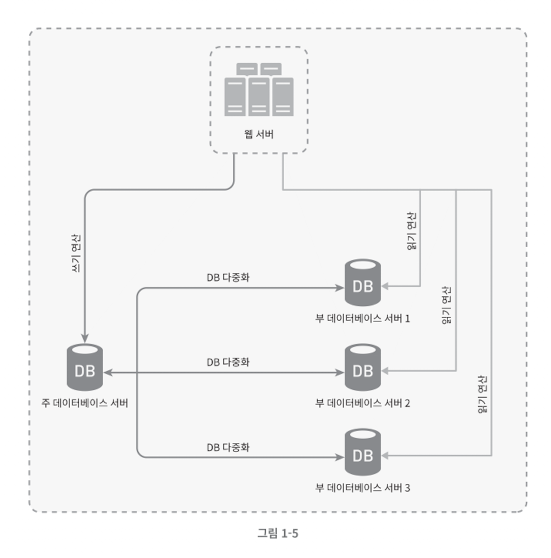 웹 서버
쓰기 연산
읽기 연산
DB 다중화
DB
부 데이터베이스 서버 1
읽기 연산
DB
주 데이터베이스 서버
DB 다중화
DB
부 데이터베이스 서버 2
읽기 연산
DB 다중화
DB
부 데이터베이스 서버 3
그림 1-5